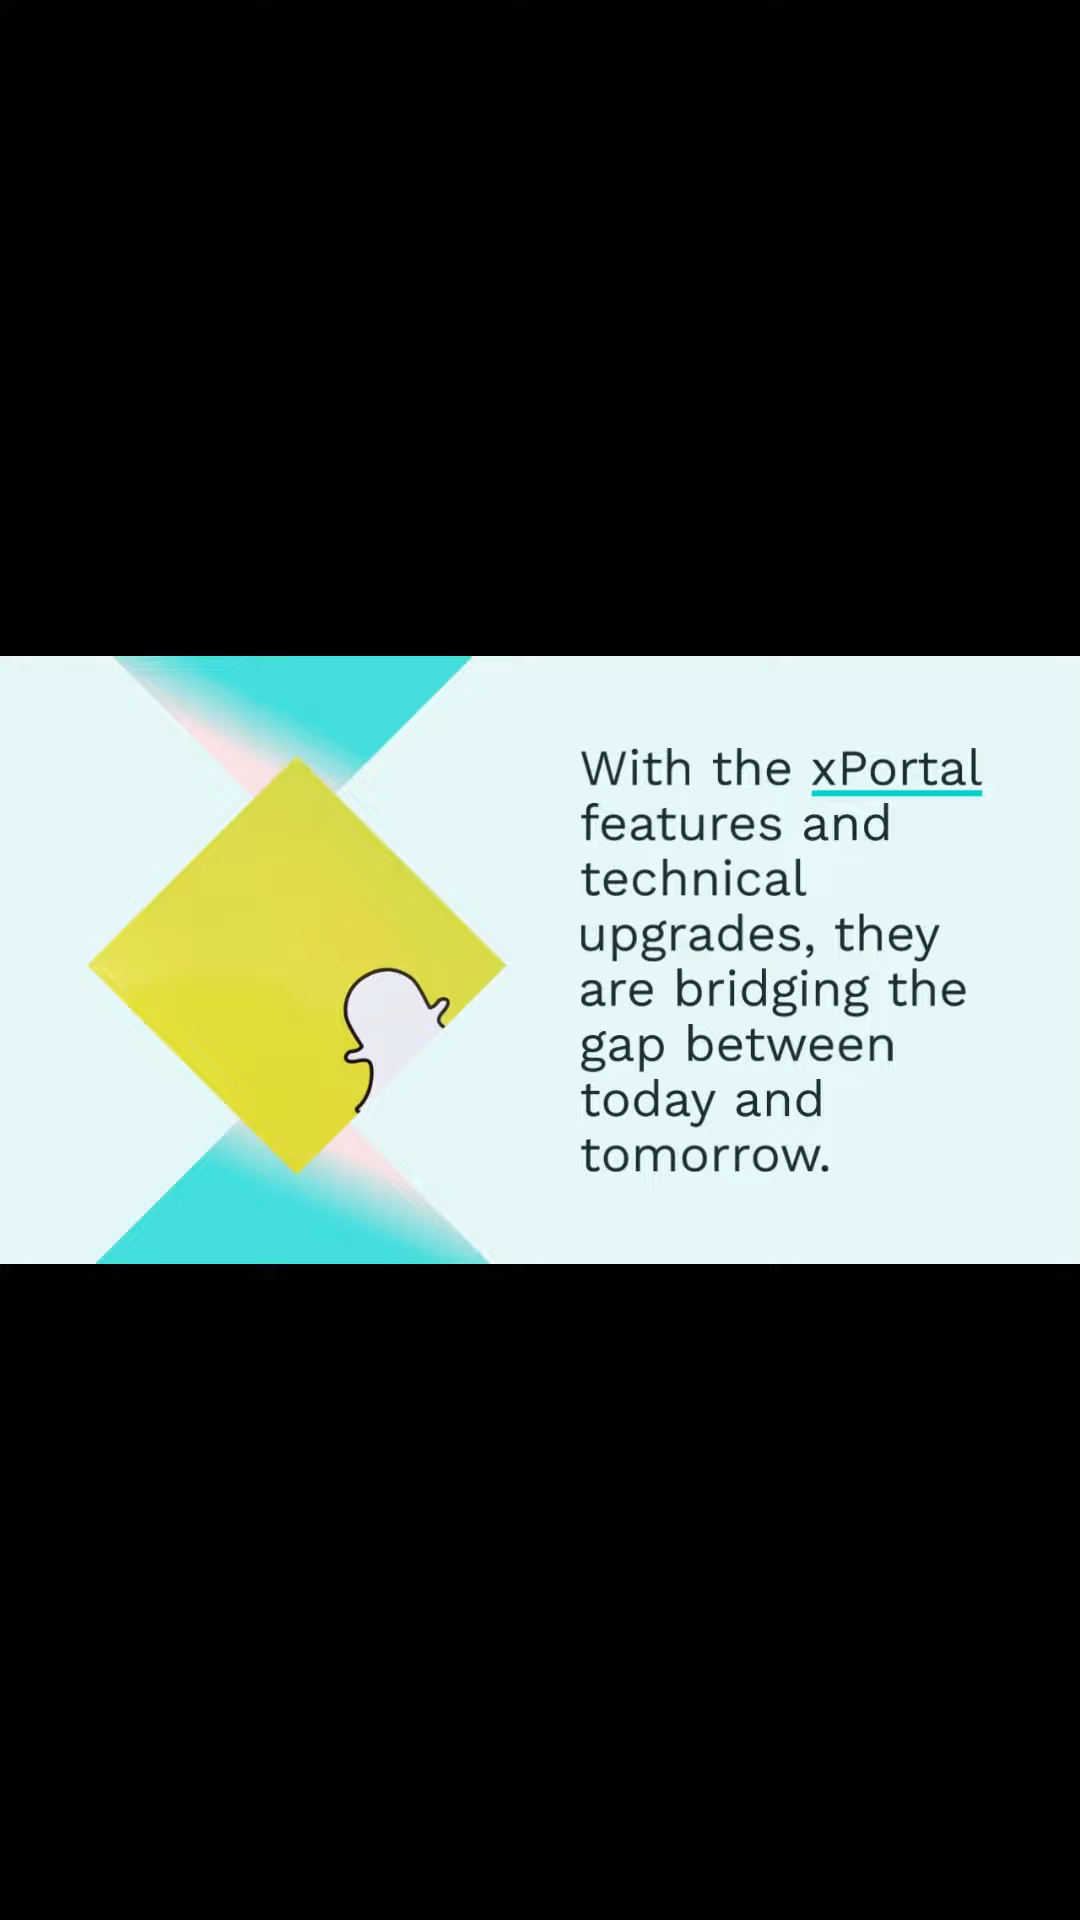 With the xPortal
features and
technical
upgrades, they
are bridging the
gap between
today and
tomorrow.